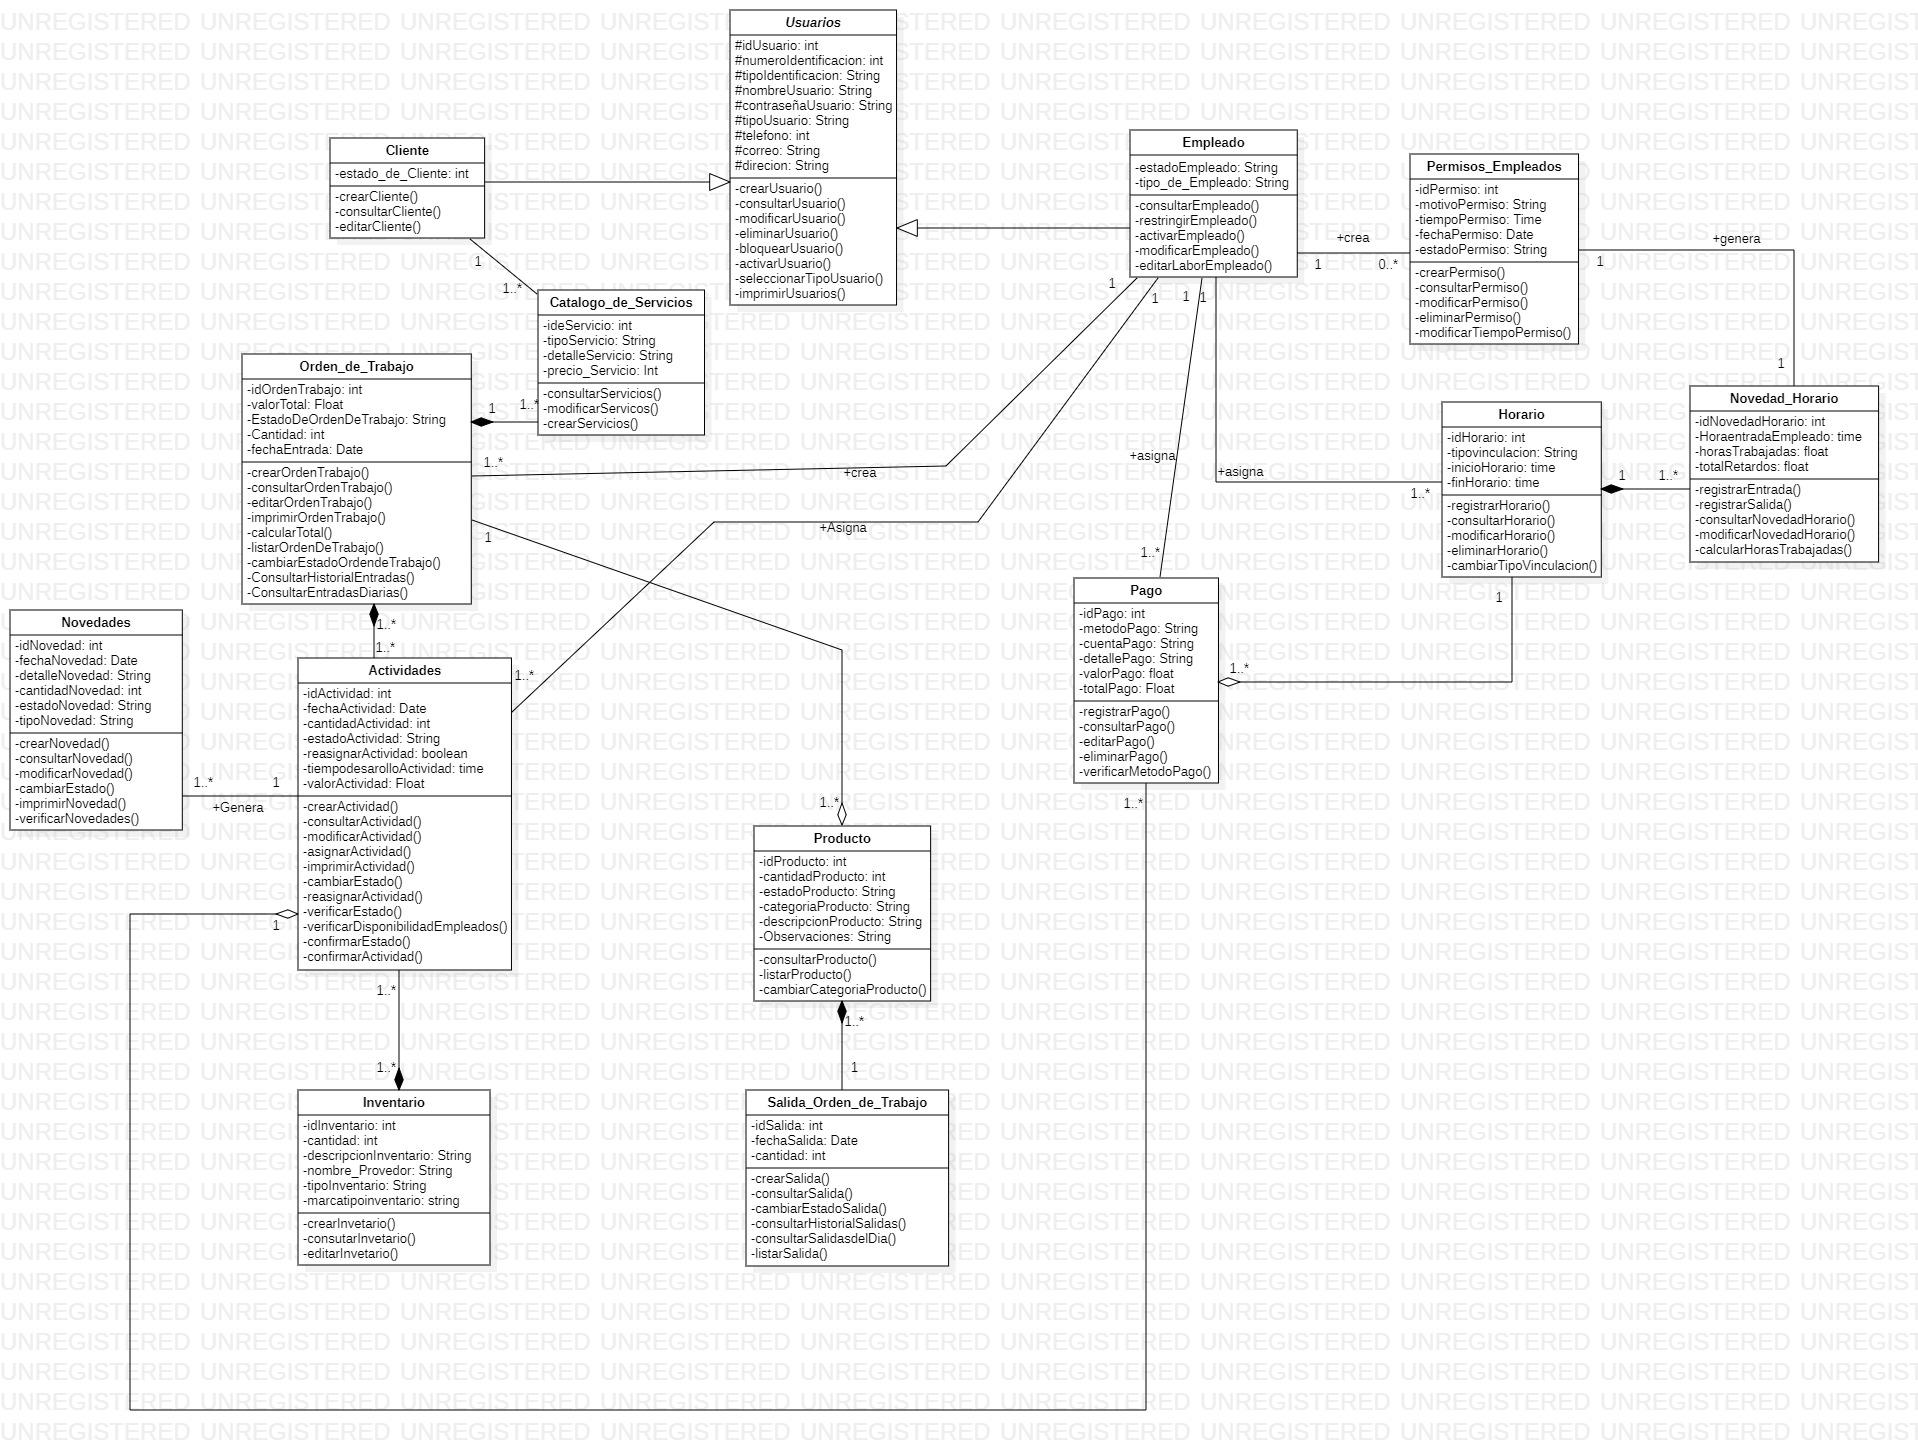 Usuarios
#idUsuario: int
#numeroIdentificacion: int
#tipoIdentificacion: String
#nombreUsuario: String
#contraseñaUsuario: String
#tipoUsuario: String
#telefono: int
#correo: String
#direcion: String
-crearUsuario()
-consultarUsuario()
-modificarUsuario()
-eliminarUsuario()
-bloquearUsuario()
-activarUsuario()
-seleccionarTipoUsuario()
-imprimirUsuarios()
Cliente
-estado_de_Cliente: int
-crearCliente()
-consultarCliente()
-editarCliente()
1
1..*
Empleado
-estadoEmpleado: String
-tipo_de_Empleado: String
-consultarEmpleado()
-restringirEmpleado()
-activarEmpleado()
-modificarEmpleado()
-editarLaborEmpleado()
+crea
1
0..*
Permisos_Empleados
-idPermiso: int
-motivoPermiso: String
-tiempoPermiso: Time
-fechaPermiso: Date
-estadoPermiso: String
-crearPermiso()
-consultarPermiso()
-modificarPermiso()
-eliminarPermiso()
-modificarTiempoPermiso()
+genera
1
1
1
1
1
1
Catalogo_de_Servicios
-ideServicio: int
-tipoServicio: String
-detalleServicio: String
-precio_Servicio: Int
-consultarServicios()
-modificarServicos()
-crearServicios()
Orden_de_Trabajo
-idOrdenTrabajo: int
-valorTotal: Float
-EstadoDeOrdenDeTrabajo: String
-Cantidad: int
-fechaEntrada: Date
-crearOrdenTrabajo()
-consultarOrdenTrabajo()
-editarOrdenTrabajo()
-imprimirOrdenTrabajo()
-calcularTotal()
-listarOrdenDeTrabajo()
-cambiarEstadoOrdendeTrabajo()
-ConsultarHistorialEntradas()
-ConsultarEntradasDiarias()
1
1..*
1..*
+crea
+Asigna
1
+asigna
+asigna
1..*
1..*
Horario
-idHorario: int
-tipovinculacion: String
-inicioHorario: time
-finHorario: time
-registrarHorario()
-consultarHorario()
-modificarHorario()
-eliminarHorario()
-cambiarTipoVinculacion()
1
1..*
Novedad_Horario
-idNovedadHorario: int
-HoraentradaEmpleado: time
-horasTrabajadas: float
-totalRetardos: float
-registrarEntrada()
-registrarSalida()
-consultarNovedadHorario()
-modificarNovedadHorario()
-calcularHorasTrabajadas()
1
1..*
Pago
-idPago: int
-metodoPago: String
-cuentaPago: String
-detallePago: String
-valorPago: float
-totalPago: Float
-registrarPago()
-consultarPago()
-editarPago()
-eliminarPago()
-verificarMetodoPago()
1..*
Novedades
-idNovedad: int
-fechaNovedad: Date
-detalleNovedad: String
-cantidadNovedad: int
-estadoNovedad: String
-tipoNovedad: String
-crearNovedad()
-consultarNovedad()
-modificarNovedad()
-cambiarEstado()
-imprimirNovedad()
-verificarNovedades()
1..*
1
+Genera
1..*
1..*
Actividades
-idActividad: int
-fechaActividad: Date
-cantidadActividad: int
-estadoActividad: String
-reasignarActividad: boolean
-tiempodesarolloActividad: time
-valorActividad: Float
-crearActividad()
-consultarActividad()
-modificarActividad()
-asignarActividad()
-imprimirActividad()
-cambiarEstado()
-reasignarActividad()
-verificarEstado()
-verificarDisponibilidadEmpleados()
-confirmarEstado()
-confirmarActividad()
1..*
1
1..*
1..*
1..*
Producto
-idProducto: int
-cantidadProducto: int
-estadoProducto: String
-categoriaProducto: String
-descripcionProducto: String
-Observaciones: String
-consultarProducto()
-listarProducto()
-cambiarCategoriaProducto()
1..*
1
Inventario
-idInventario: int
-cantidad: int
-descripcionInventario: String
-nombre_Provedor: String
-tipoInventario: String
-marcatipoinventario: string
-crearInvetario()
-consutarInvetario()
-editarInvetario()
Salida_Orden_de_Trabajo
-idSalida: int
-fechaSalida: Date
-cantidad: int
-crearSalida()
-consultarSalida()
-cambiarEstadoSalida()
-consultarHistorialSalidas()
-consultarSalidasdelDia()
-listarSalida()
UNREGISTERED